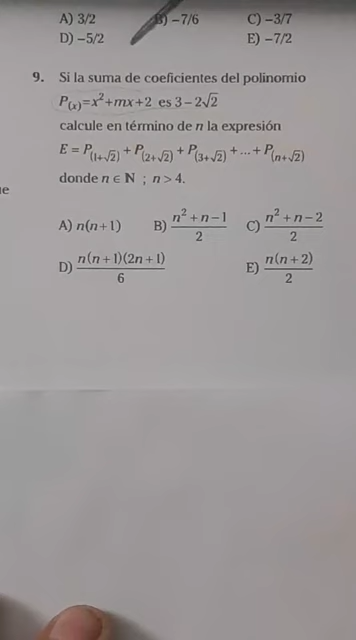 A) 3/2 B) −7/6 C) −3/7
D) −5/2 E) −7/2
9. Si la suma de coeficientes del polinomio
P(x)=x²+mx+2 es 3−2√2
calcule en término de n la expresión
E = P(1+√2) + P(2+√2) + P(3+√2) + ... + P(n+√2)
donde n ∈ ℕ ; n > 4.
A) n(n+1) B) (n²+n−1)/2 C) (n²+n−2)/2
D) n(n+1)(2n+1)/6 E) n(n+2)/2